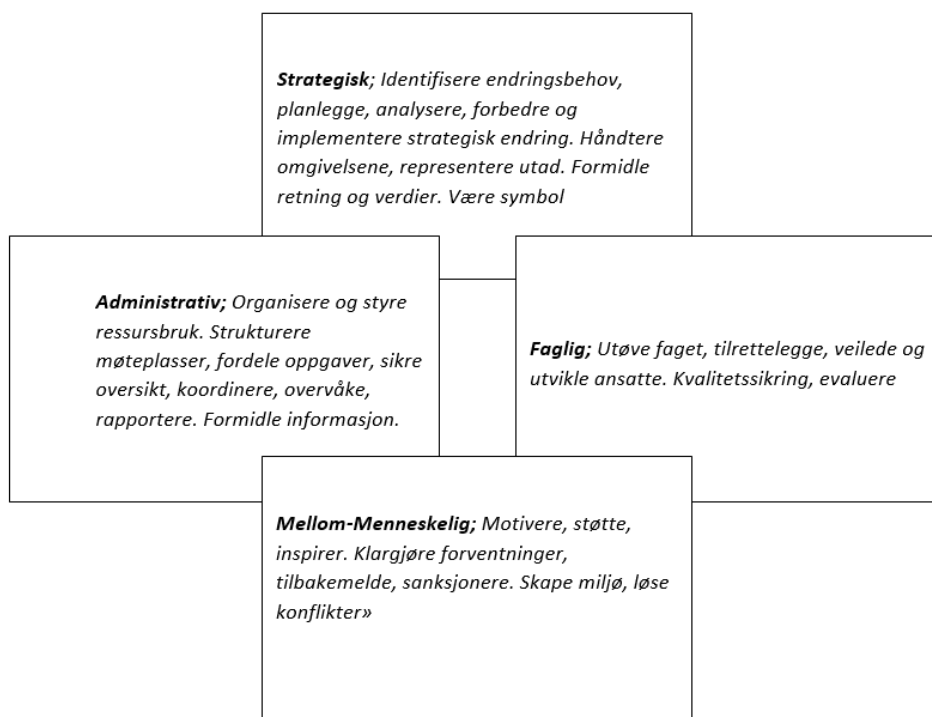 Strategisk; Identifisere endringsbehov,
planlegge, analysere, forbedre og
implementere strategisk endring. Håndtere
omgivelsene, representere utad. Formidle
retning og verdier. Være symbol
Administrativ; Organisere og styre
ressursbruk. Strukturere
møteplasser, fordele oppgaver, sikre
oversikt, koordinere, overvåke,
rapportere. Formidle informasjon.
Faglig; Utøve faget, tilrettelegge, veilede og
utvikle ansatte. Kvalitetssikring, evaluere
Mellom-Menneskelig; Motivere, støtte,
inspirer. Klargjøre forventninger,
tilbakemelde, sanksjonere. Skape miljø, løse
konflikter»